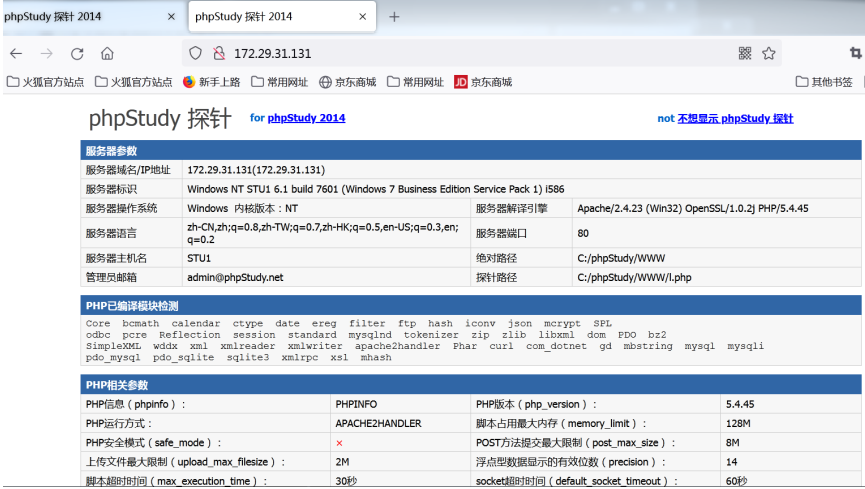 phpStudy 探针 2014 × phpStudy 探针 2014 × +
172.29.31.131
火狐官方站点 火狐官方站点 新手上路 常用网址 京东商城 常用网址 JD 京东商城 其他书签
phpStudy 探针 for phpStudy 2014 not 不想显示 phpStudy 探针
服务器参数
服务器域名/IP地址 172.29.31.131(172.29.31.131)
服务器标识 Windows NT STU1 6.1 build 7601 (Windows 7 Business Edition Service Pack 1) i586
服务器操作系统 Windows 内核版本：NT 服务器解译引擎 Apache/2.4.23 (Win32) OpenSSL/1.0.2j PHP/5.4.45
服务器语言 zh-CN,zh;q=0.8,zh-TW;q=0.7,zh-HK;q=0.5,en-US;q=0.3,en;
q=0.2 服务器端口 80
服务器主机名 STU1 绝对路径 C:/phpStudy/WWW
管理员邮箱 admin@phpStudy.net 探针路径 C:/phpStudy/WWW/l.php
PHP已编译模块检测
Core bcmath calendar ctype date ereg filter ftp hash iconv json mcrypt SPL
odbc pcre Reflection session standard mysqlnd tokenizer zip zlib libxml dom PDO bz2
SimpleXML wddx xml xmlreader xmlwriter apache2handler Phar curl com_dotnet gd mbstring mysql mysqli
pdo_mysql pdo_sqlite sqlite3 xmlrpc xsl mhash
PHP相关参数
PHP信息（phpinfo）： PHPINFO PHP版本（php_version）： 5.4.45
PHP运行方式： APACHE2HANDLER 脚本占用最大内存（memory_limit）： 128M
PHP安全模式（safe_mode）： × POST方法提交最大限制（post_max_size）： 8M
上传文件最大限制（upload_max_filesize）： 2M 浮点型数据显示的有效位数（precision）： 14
脚本超时时间（max_execution_time）： 30秒 socket超时时间（default_socket_timeout）： 60秒